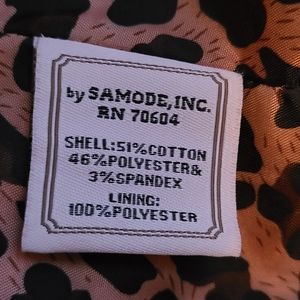 by SAMODE, INC.
RN 70604
SHELL:51%COTTON
46%POLYESTER&
3%SPANDEX
LINING:
100%POLYESTER